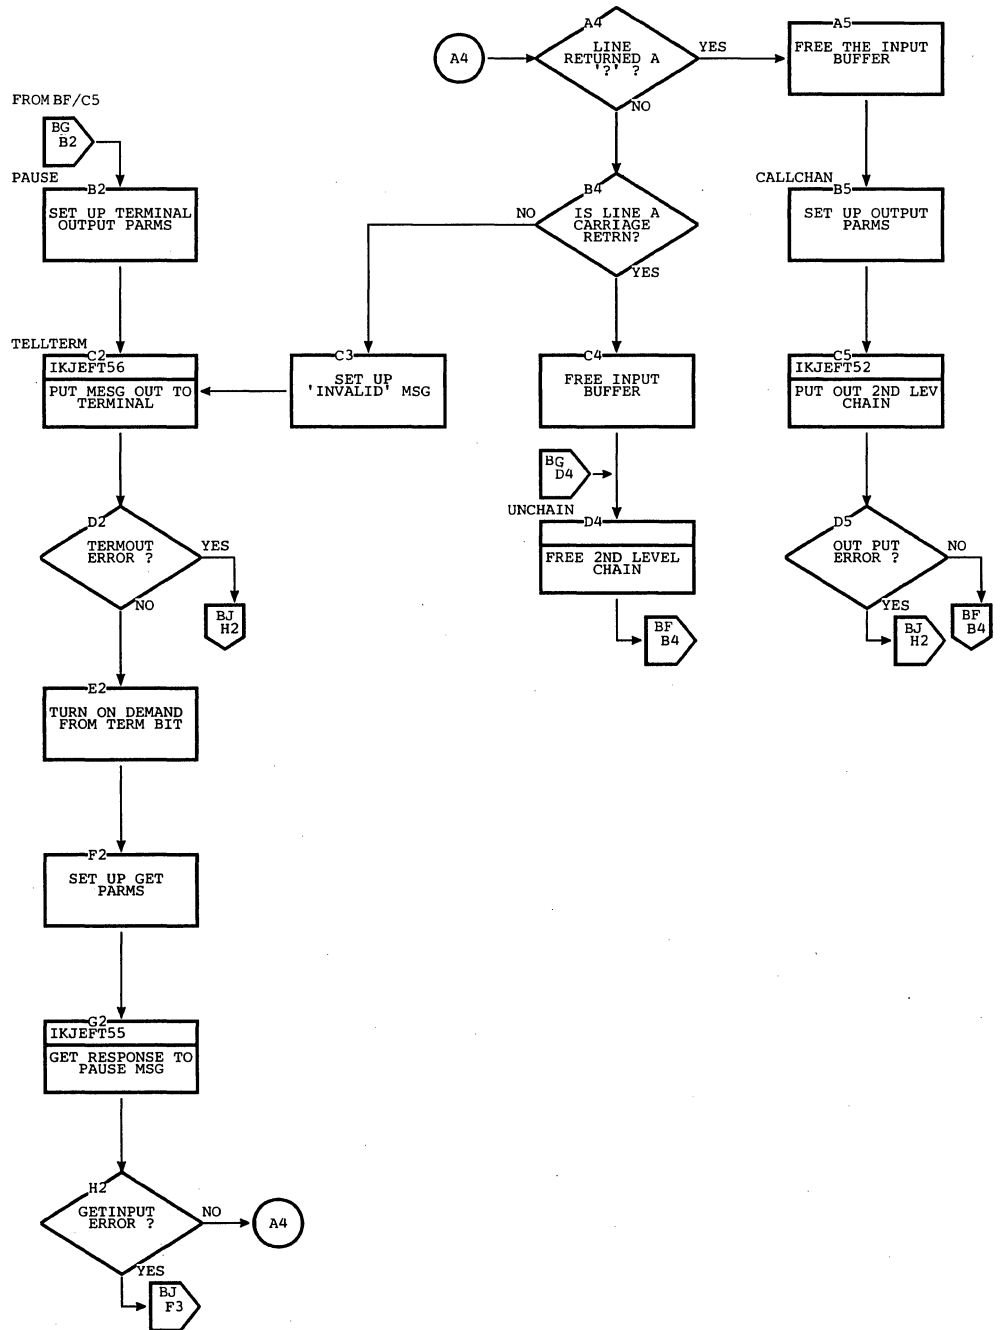 FROM BF/C5
BG
B2
PAUSE
B2
SET UP TERMINAL
OUTPUT PARMS
TELLTERM
C2
IKJEFT56
PUT MESG OUT TO
TERMINAL
D2
TERMOUT
ERROR ?
YES
NO
BJ
H2
E2
TURN ON DEMAND
FROM TERM BIT
F2
SET UP GET
PARMS
G2
IKJEFT55
GET RESPONSE TO
PAUSE MSG
H2
GETINPUT
ERROR ?
NO
A4
YES
BJ
F3
C3
SET UP
'INVALID' MSG
A4
A4
LINE
RETURNED A
'?' ?
YES
NO
B4
IS LINE A
CARRIAGE
RETRN?
NO
YES
C4
FREE INPUT
BUFFER
BG
D4
UNCHAIN
D4
FREE 2ND LEVEL
CHAIN
BF
B4
A5
FREE THE INPUT
BUFFER
CALLCHAN
B5
SET UP OUTPUT
PARMS
C5
IKJEFT52
PUT OUT 2ND LEV
CHAIN
D5
OUT PUT
ERROR ?
NO
YES
BJ
H2
BF
B4